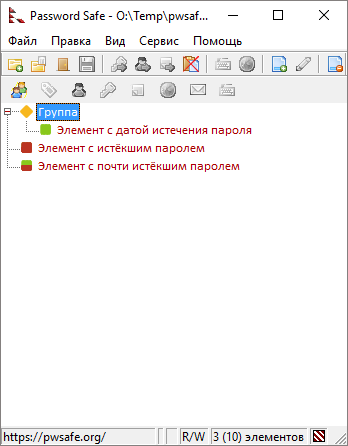 Password Safe - O:\Temp\pwsaf...
Файл Правка Вид Сервис Помощь
Группа
Элемент с датой истечения пароля
Элемент с истёкшим паролем
Элемент с почти истёкшим паролем
https://pwsafe.org/ R/W 3 (10) элементов